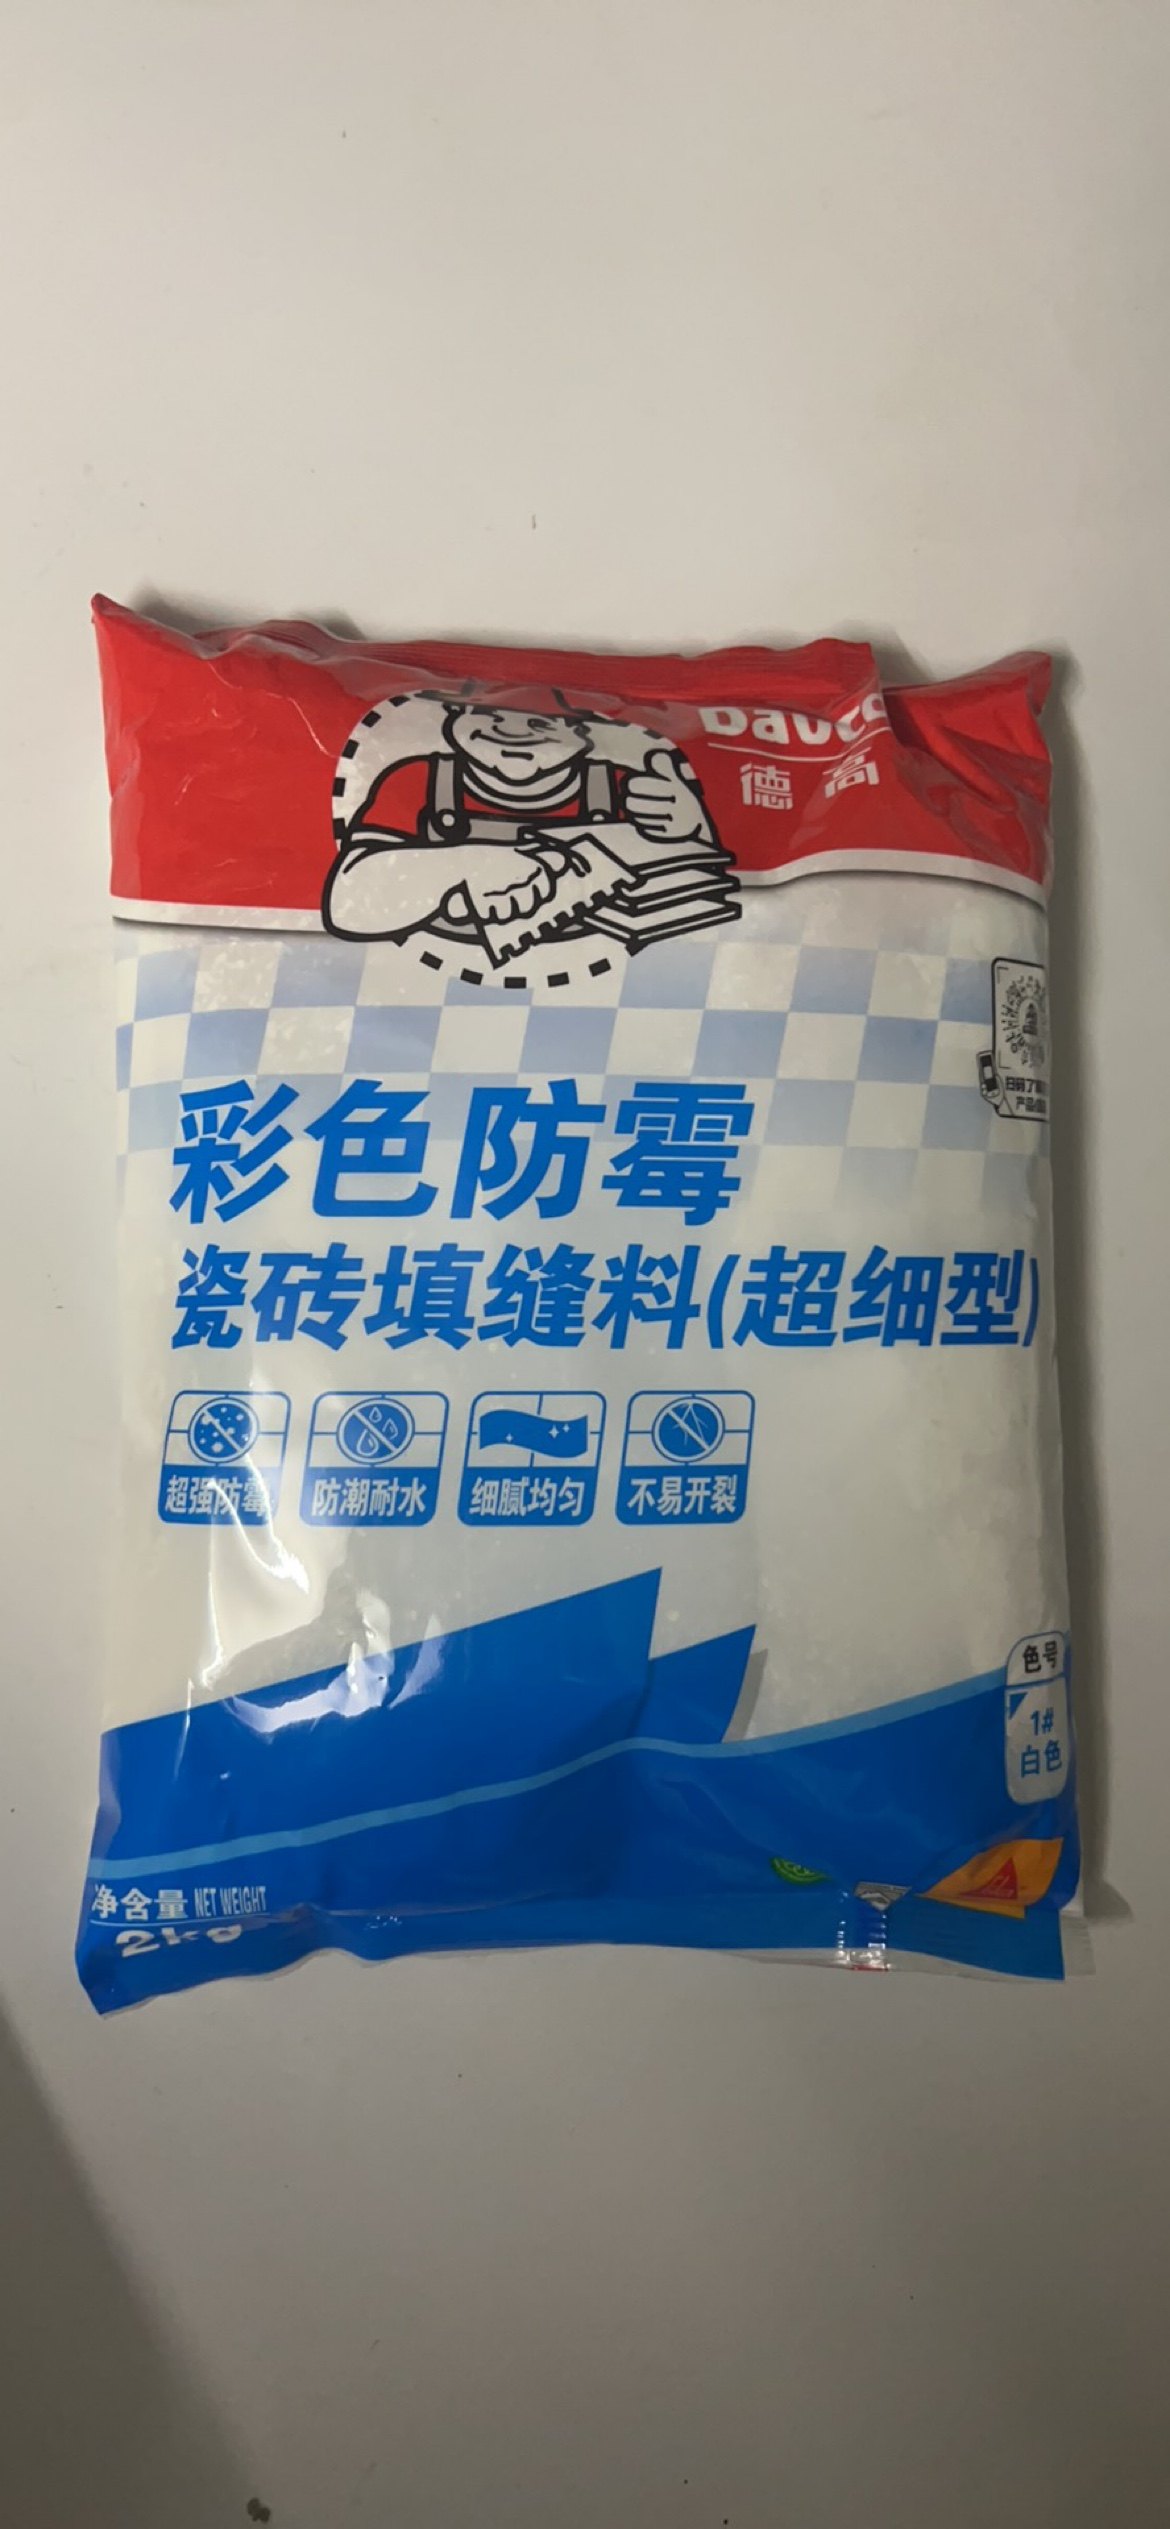 Davco
德高
彩色防霉
瓷砖填缝料(超细型)
超强防霉
防潮耐水
细腻均匀
不易开裂
色号
1#
白色
净含量 NET WEIGHT
2kg